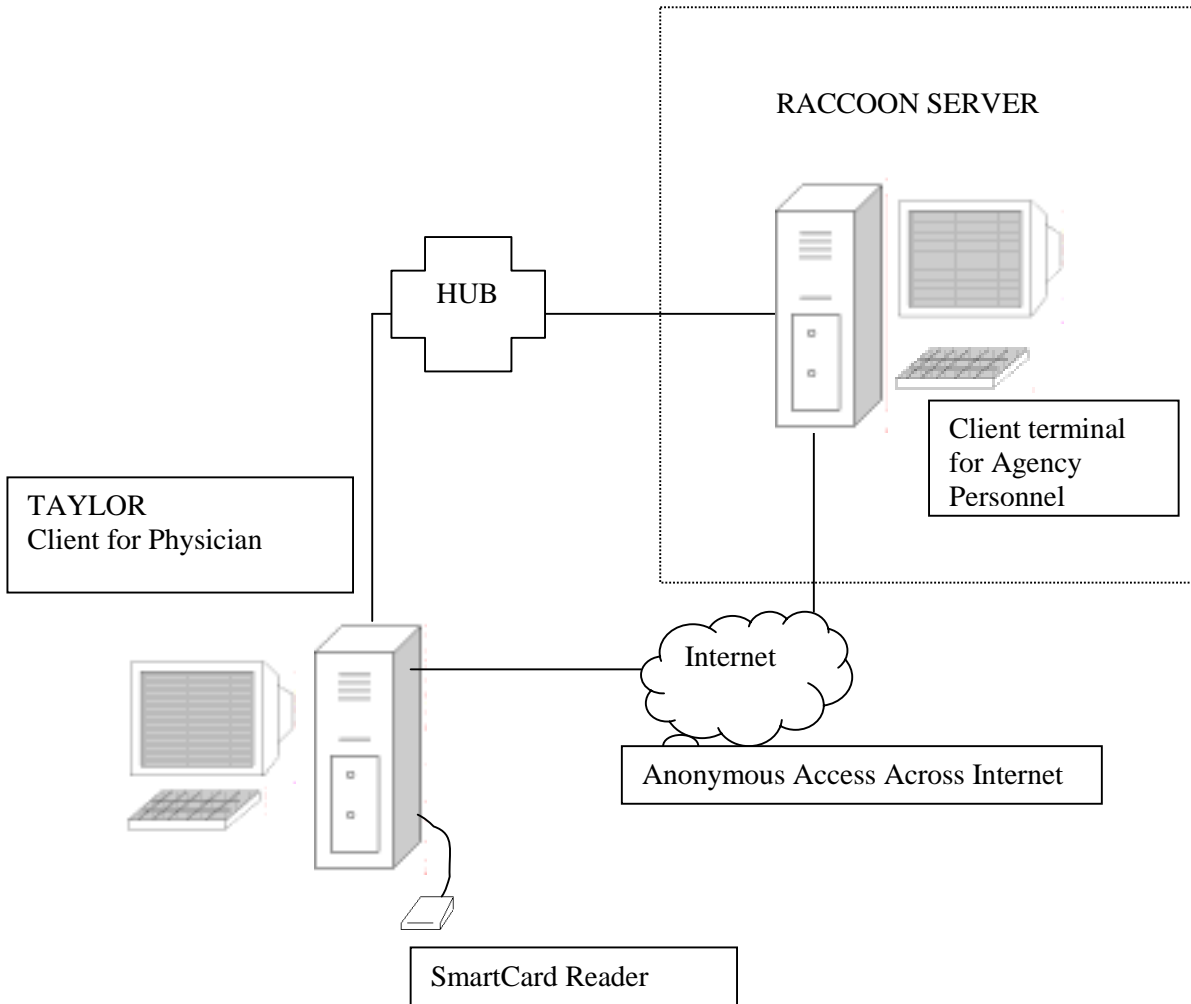 RACCOON SERVER
HUB
Client terminal
for Agency
Personnel
TAYLOR
Client for Physician
Internet
Anonymous Access Across Internet
SmartCard Reader